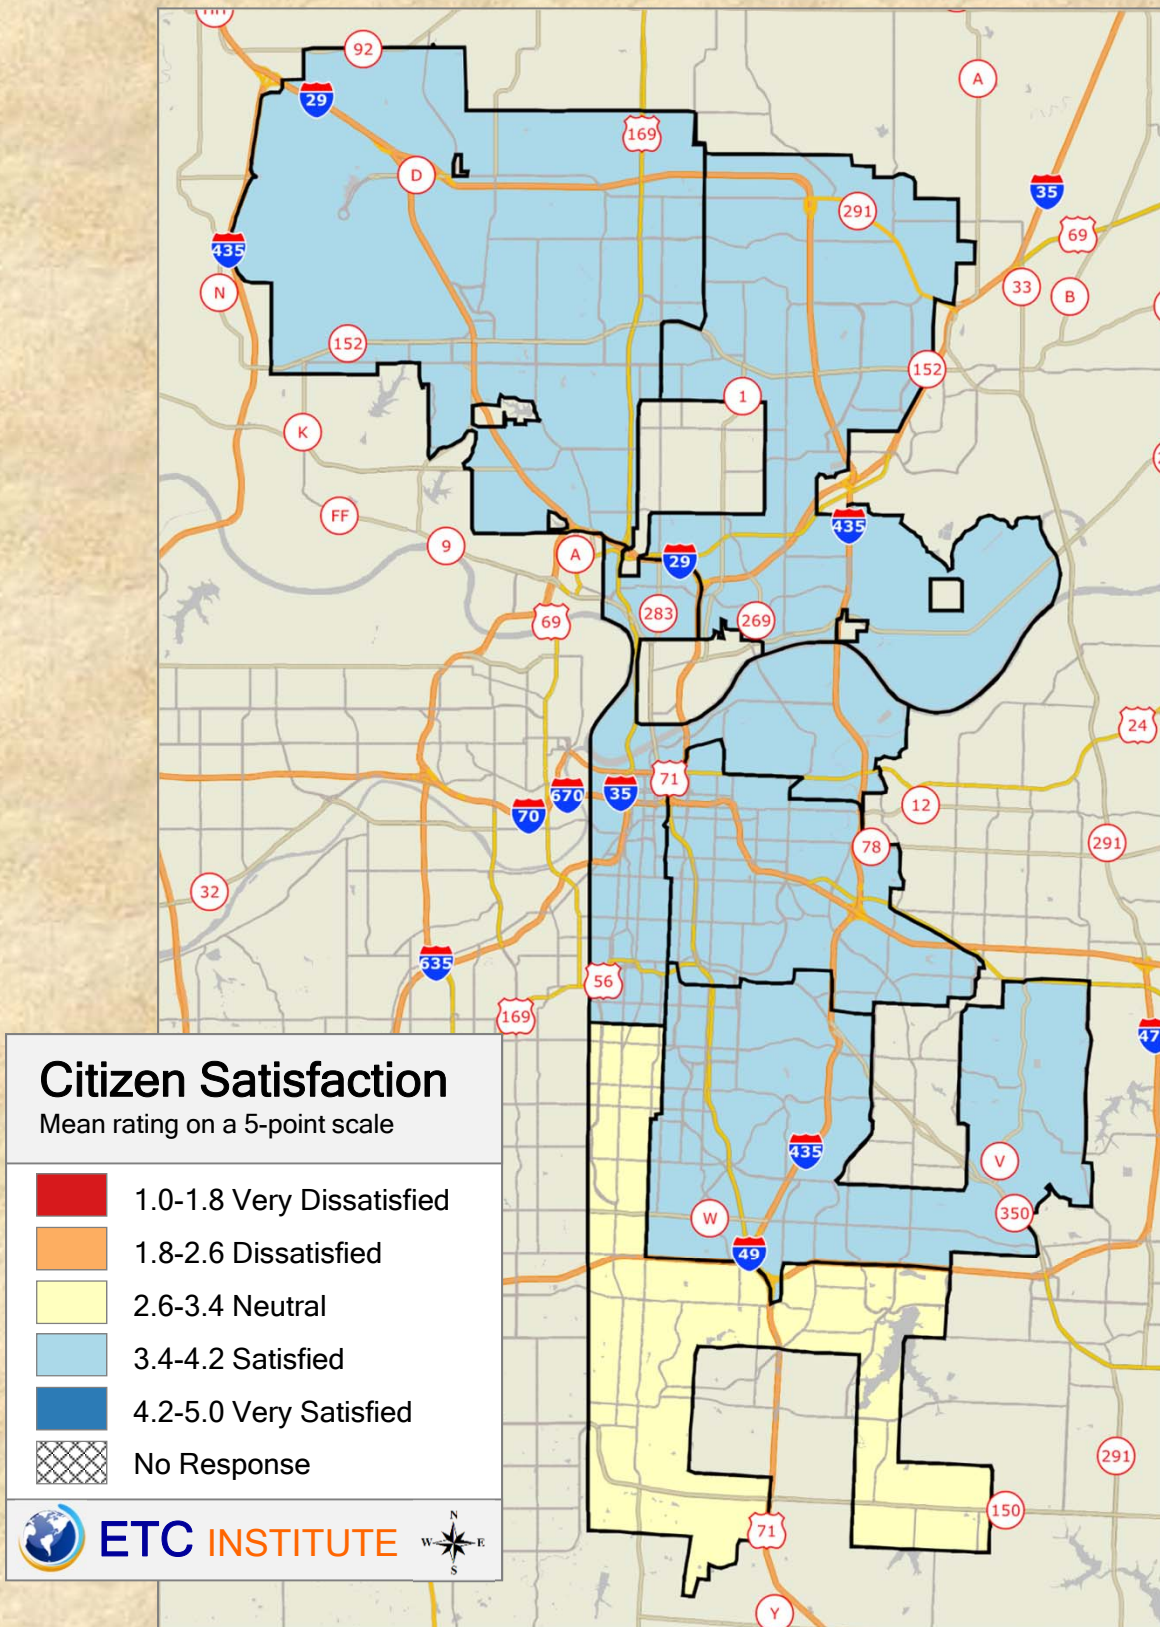 92
A
29
169
D
35
291
69
435
N
33
B
152
152
1
K
FF
435
9
A
29
283
269
69
24
71
670
35
70
12
78
291
32
635
56
169
47
435
V
W
350
49
291
150
71
Y
Citizen Satisfaction
Mean rating on a 5-point scale
1.0-1.8 Very Dissatisfied
1.8-2.6 Dissatisfied
2.6-3.4 Neutral
3.4-4.2 Satisfied
4.2-5.0 Very Satisfied
No Response
ETC INSTITUTE
N
W E
S